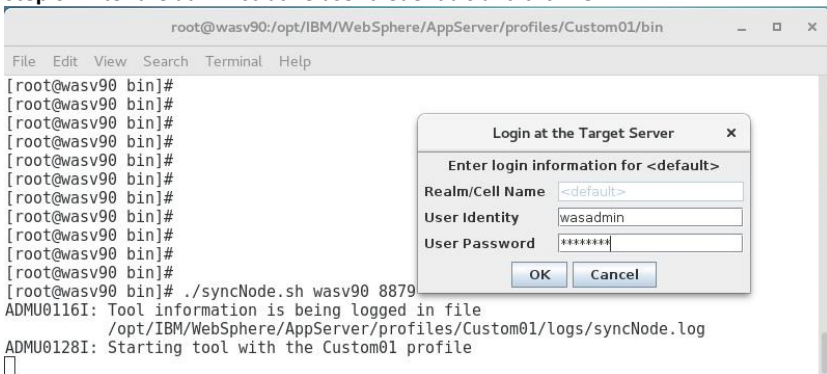 root@wasv90:/opt/IBM/WebSphere/AppServer/profiles/Custom01/bin
File Edit View Search Terminal Help
[root@wasv90 bin]#
[root@wasv90 bin]#
[root@wasv90 bin]#
[root@wasv90 bin]#
[root@wasv90 bin]#
[root@wasv90 bin]#
[root@wasv90 bin]#
[root@wasv90 bin]#
[root@wasv90 bin]#
[root@wasv90 bin]#
[root@wasv90 bin]#
[root@wasv90 bin]# ./syncNode.sh wasv90 8879
ADMU0116I: Tool information is being logged in file
/opt/IBM/WebSphere/AppServer/profiles/Custom01/logs/syncNode.log
ADMU0128I: Starting tool with the Custom01 profile
Login at the Target Server
Enter login information for <default>
Realm/Cell Name <default>
User Identity wasadmin
User Password ********
OK Cancel